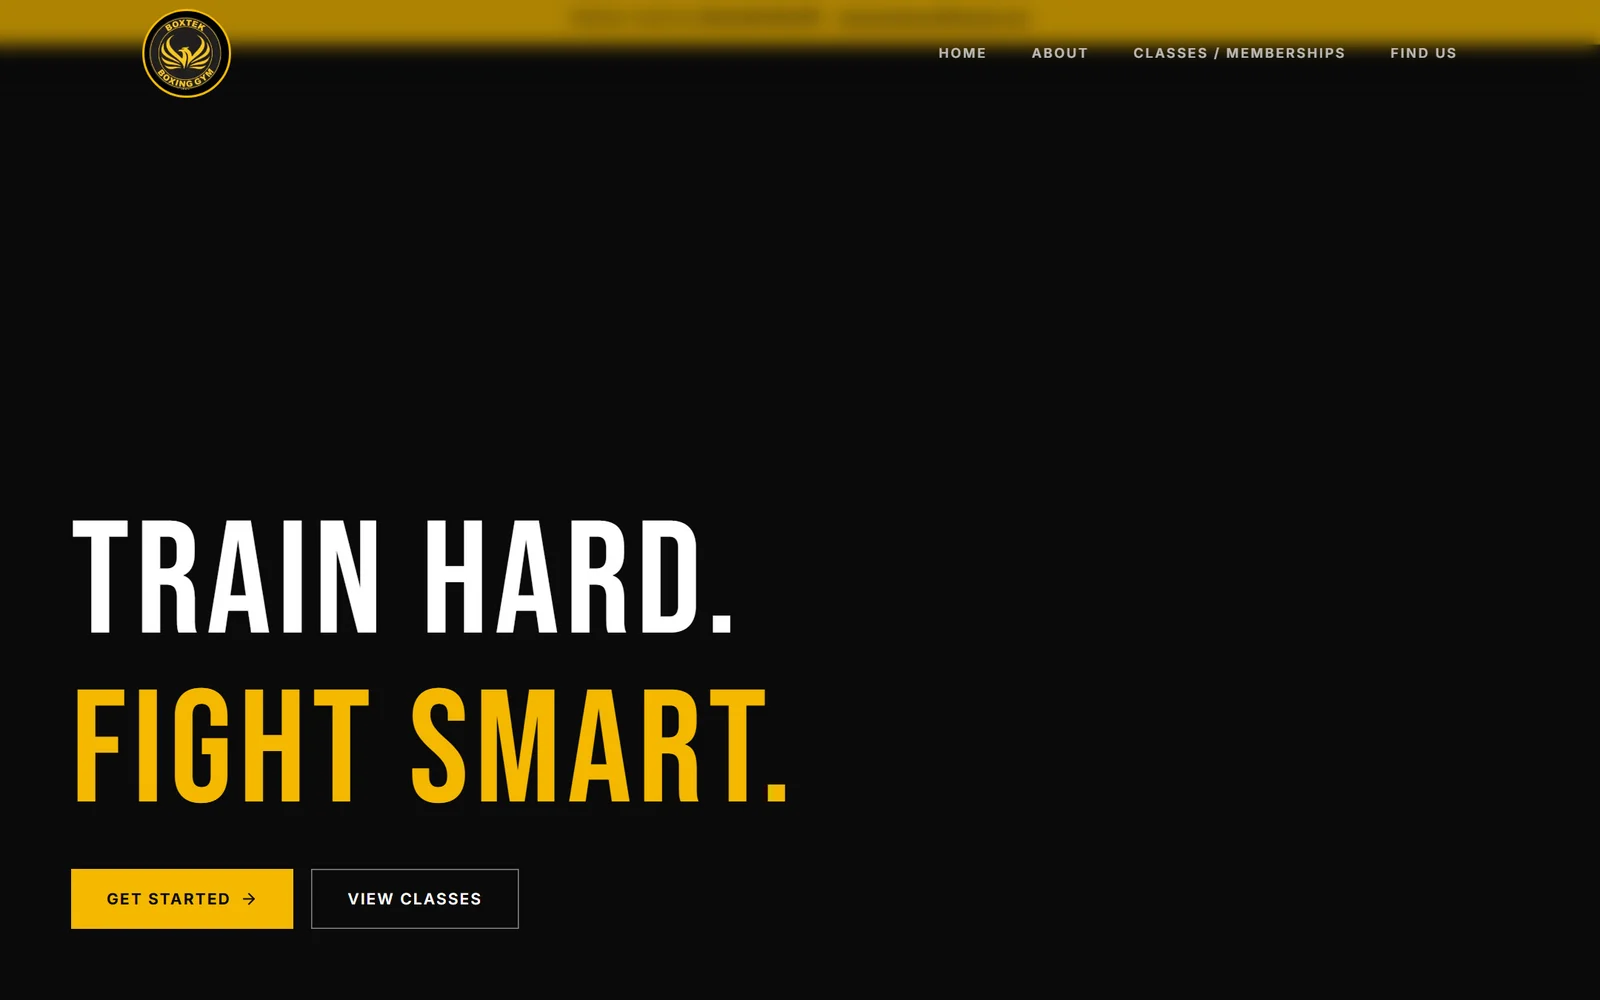 BOXTEK
BOXING GYM
HOME
ABOUT
CLASSES / MEMBERSHIPS
FIND US
TRAIN HARD.
FIGHT SMART.
GET STARTED →
VIEW CLASSES